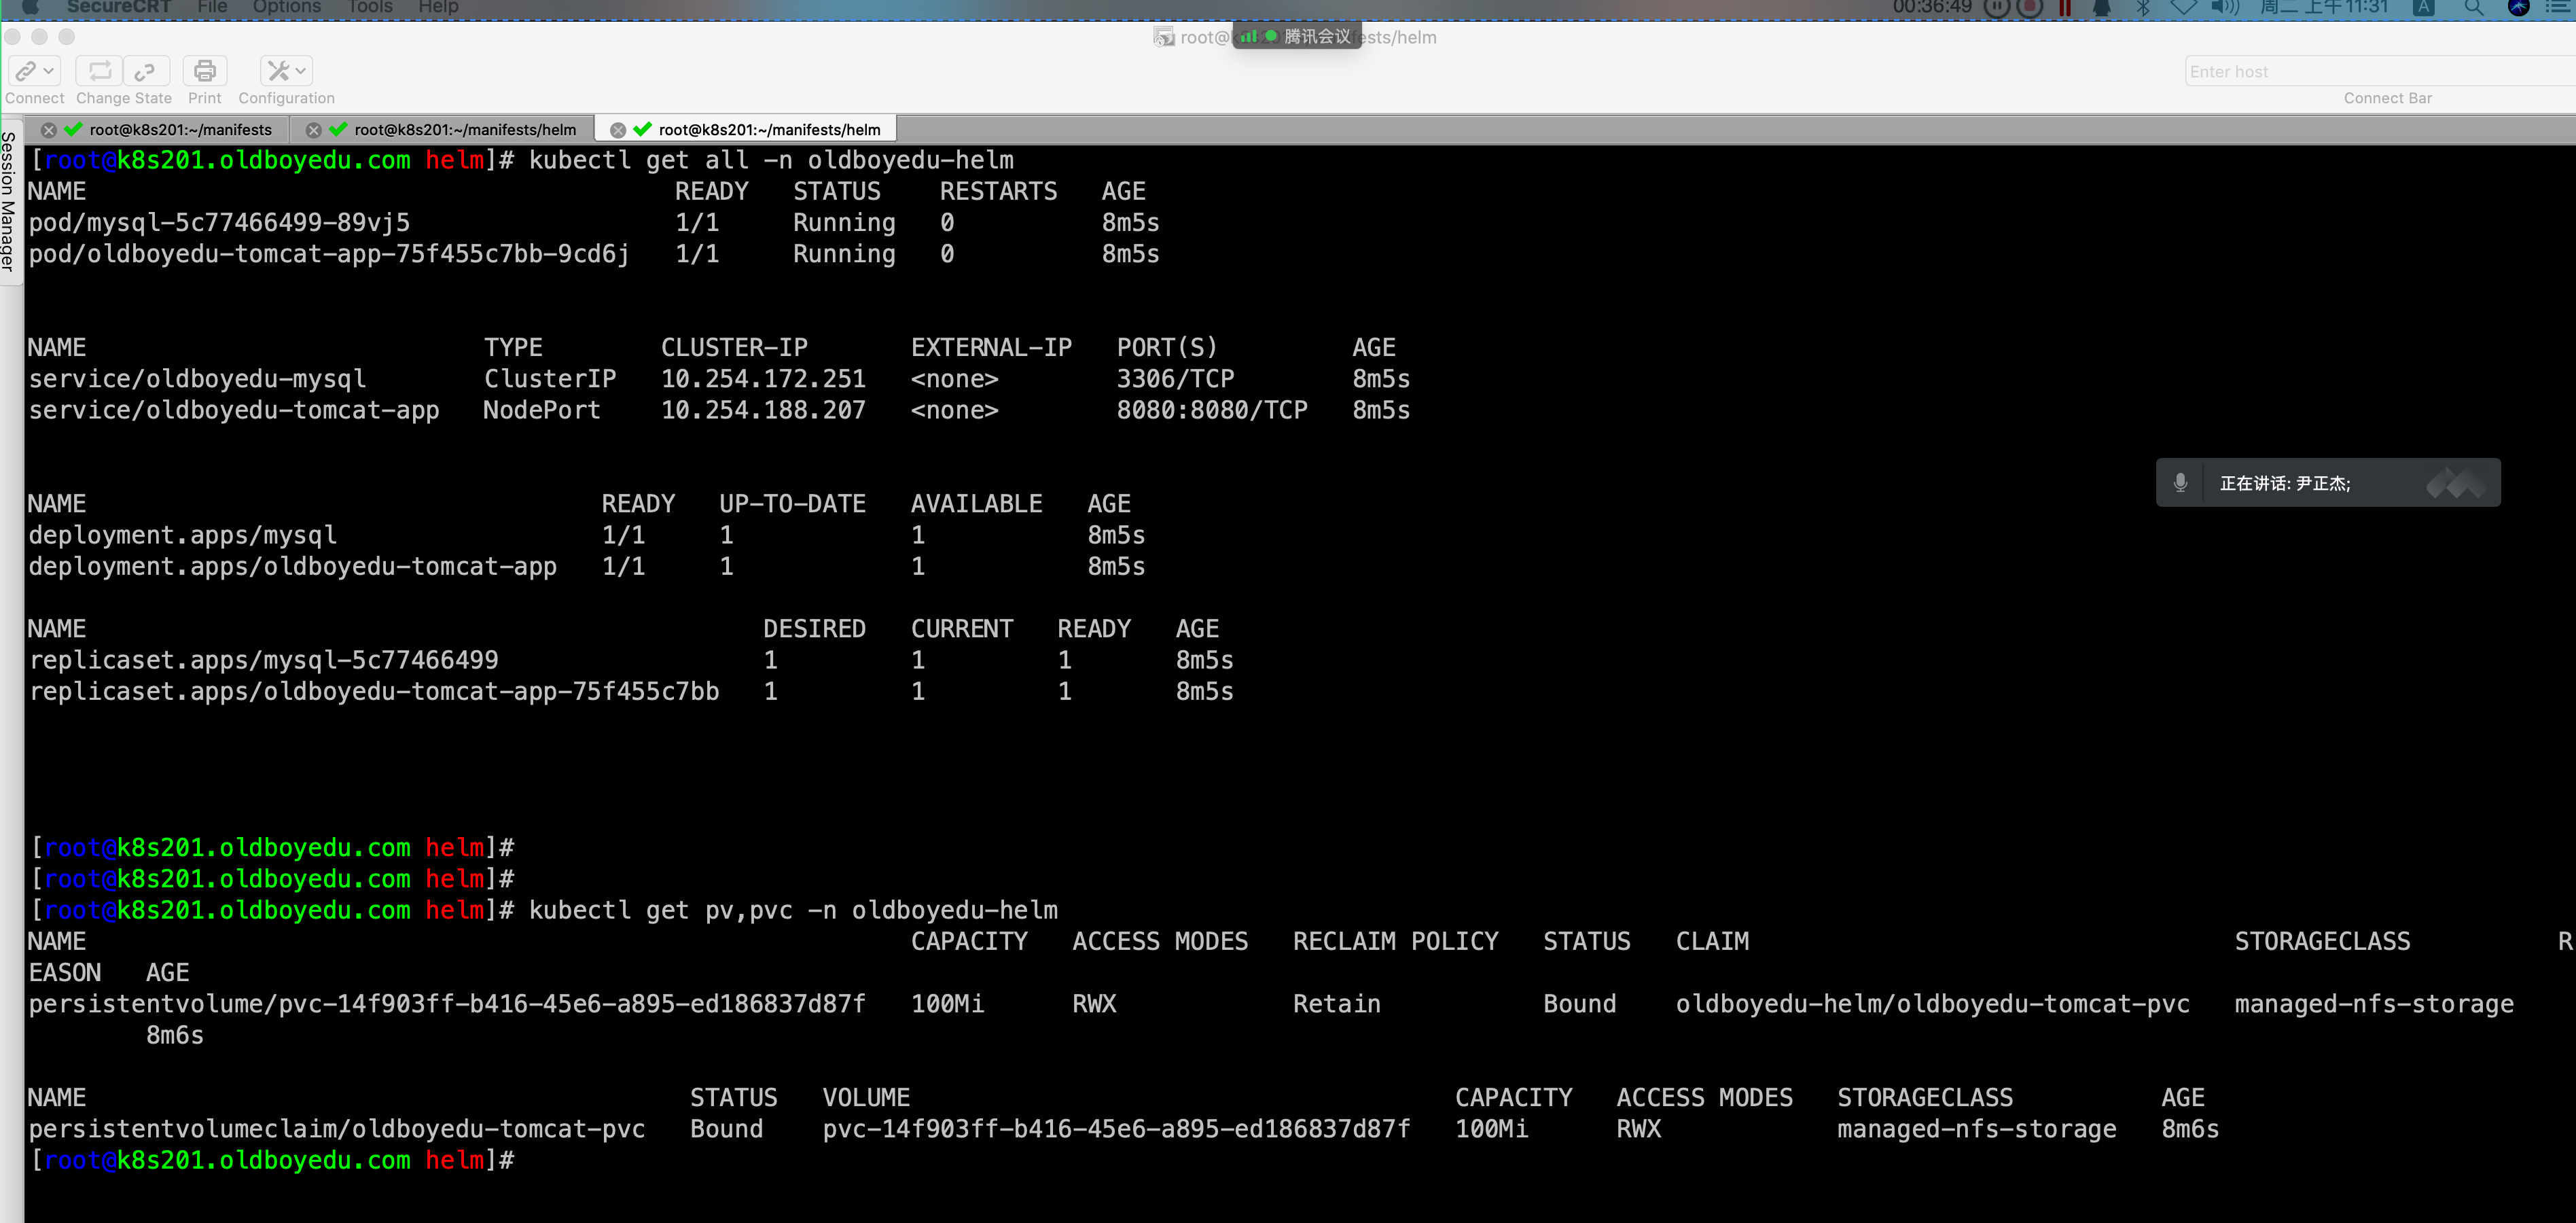 SecureCRT File Options Tools Help 00:36:49 周二 上午11:31 A
root@ 腾讯会议 ests/helm
Enter host
Connect Change State Print Configuration Connect Bar
Session Manager
root@k8s201:~/manifests root@k8s201:~/manifests/helm root@k8s201:~/manifests/helm
[root@k8s201.oldboyedu.com helm]# kubectl get all -n oldboyedu-helm
NAME READY STATUS RESTARTS AGE
pod/mysql-5c77466499-89vj5 1/1 Running 0 8m5s
pod/oldboyedu-tomcat-app-75f455c7bb-9cd6j 1/1 Running 0 8m5s
NAME TYPE CLUSTER-IP EXTERNAL-IP PORT(S) AGE
service/oldboyedu-mysql ClusterIP 10.254.172.251 <none> 3306/TCP 8m5s
service/oldboyedu-tomcat-app NodePort 10.254.188.207 <none> 8080:8080/TCP 8m5s
正在讲话: 尹正杰;
NAME READY UP-TO-DATE AVAILABLE AGE
deployment.apps/mysql 1/1 1 1 8m5s
deployment.apps/oldboyedu-tomcat-app 1/1 1 1 8m5s
NAME DESIRED CURRENT READY AGE
replicaset.apps/mysql-5c77466499 1 1 1 8m5s
replicaset.apps/oldboyedu-tomcat-app-75f455c7bb 1 1 1 8m5s
[root@k8s201.oldboyedu.com helm]#
[root@k8s201.oldboyedu.com helm]#
[root@k8s201.oldboyedu.com helm]# kubectl get pv,pvc -n oldboyedu-helm
NAME CAPACITY ACCESS MODES RECLAIM POLICY STATUS CLAIM STORAGECLASS R
EASON AGE
persistentvolume/pvc-14f903ff-b416-45e6-a895-ed186837d87f 100Mi RWX Retain Bound oldboyedu-helm/oldboyedu-tomcat-pvc managed-nfs-storage
8m6s
NAME STATUS VOLUME CAPACITY ACCESS MODES STORAGECLASS AGE
persistentvolumeclaim/oldboyedu-tomcat-pvc Bound pvc-14f903ff-b416-45e6-a895-ed186837d87f 100Mi RWX managed-nfs-storage 8m6s
[root@k8s201.oldboyedu.com helm]#